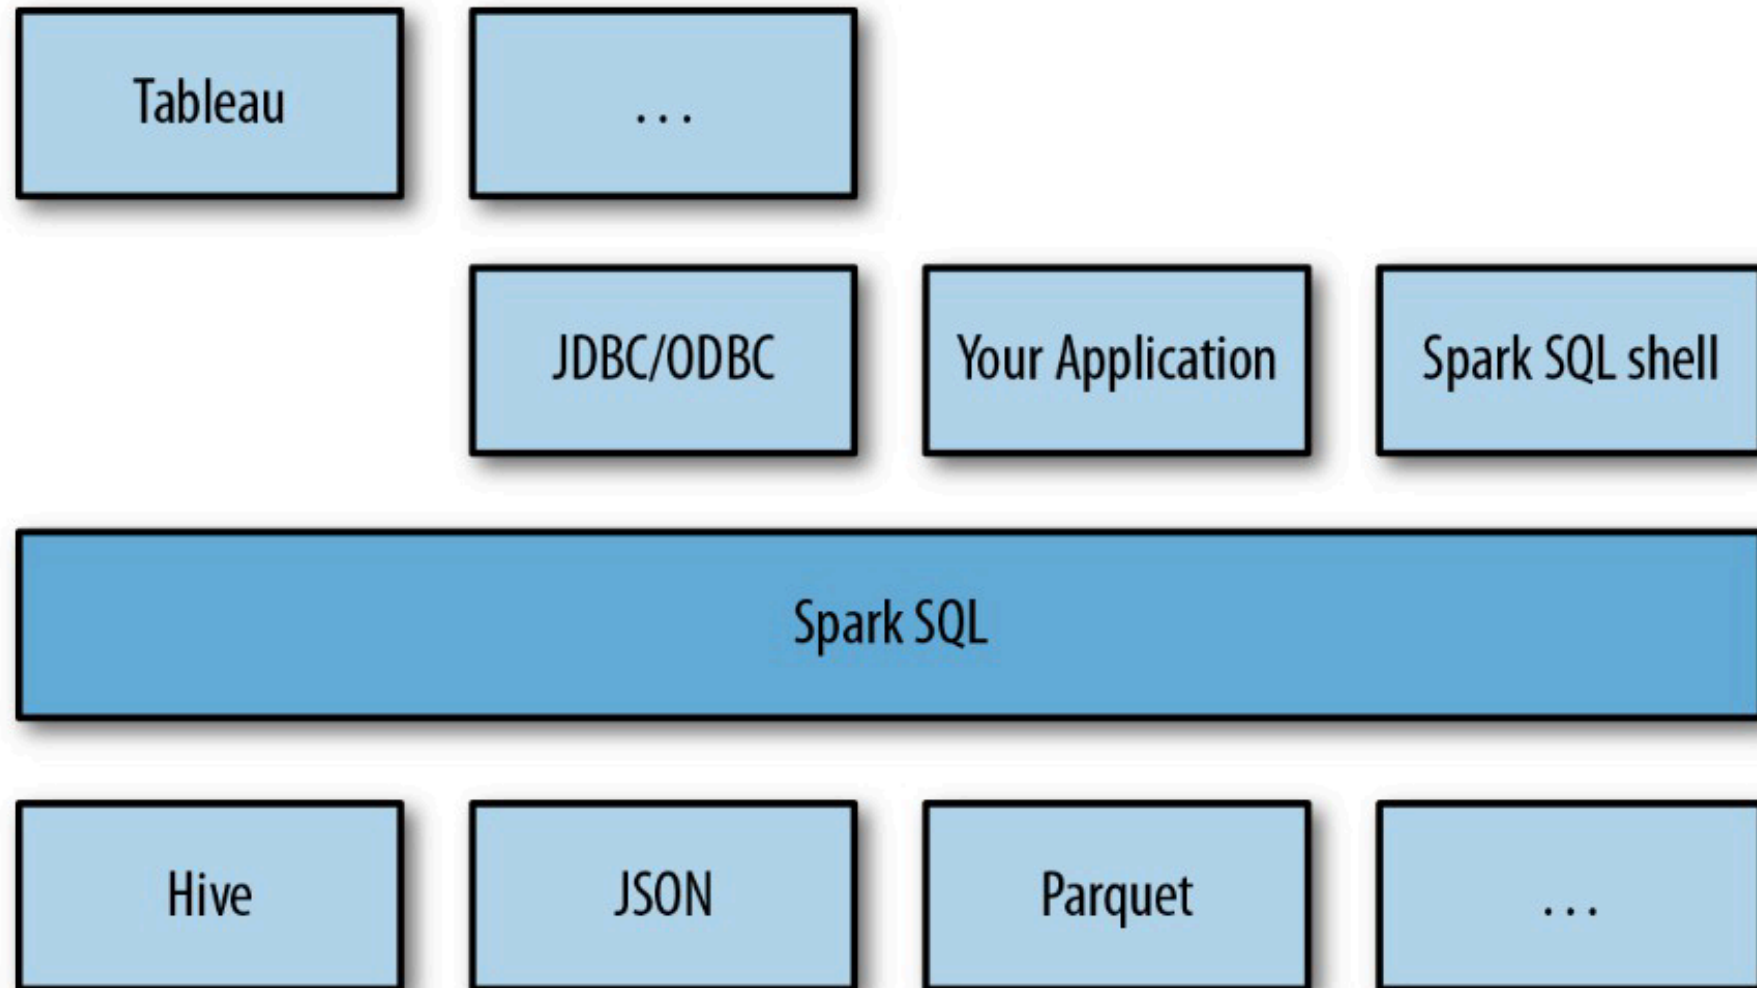 Tableau
. . .
JDBC/ODBC
Your Application
Spark SQL shell
Spark SQL
Hive
JSON
Parquet
. . .